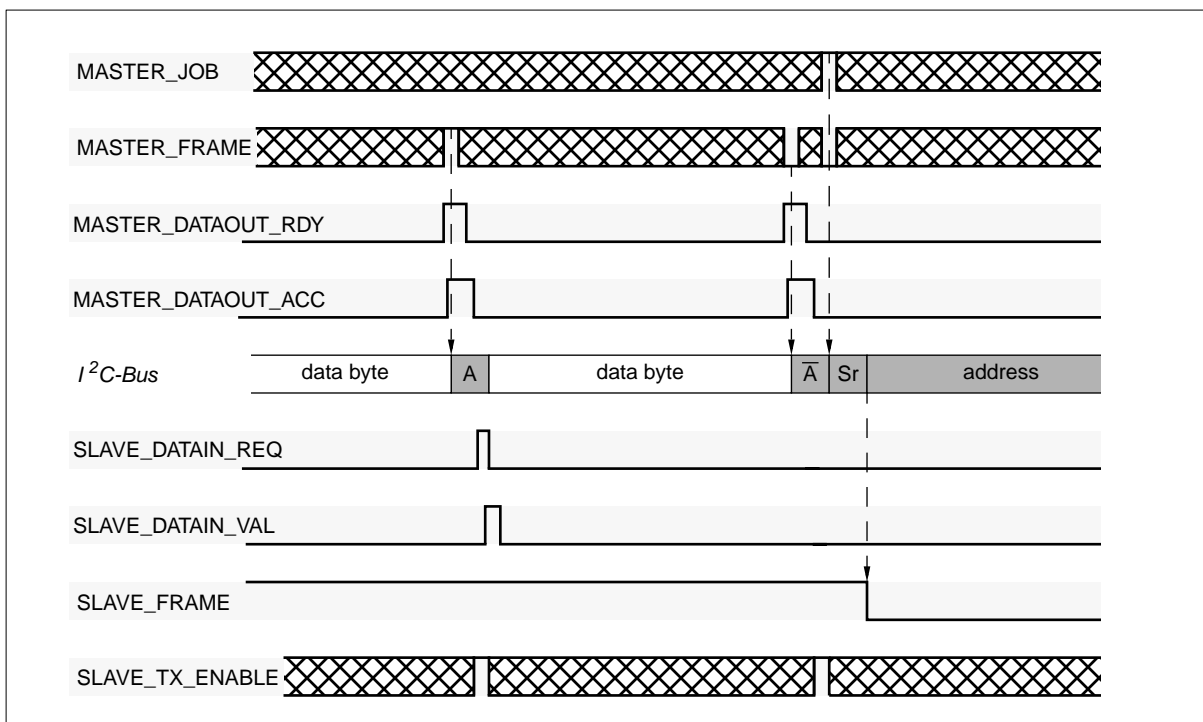 MASTER_JOB
MASTER_FRAME
MASTER_DATAOUT_RDY
MASTER_DATAOUT_ACC
I²C-Bus data byte A data byte A̅ Sr address
SLAVE_DATAIN_REQ
SLAVE_DATAIN_VAL
SLAVE_FRAME
SLAVE_TX_ENABLE